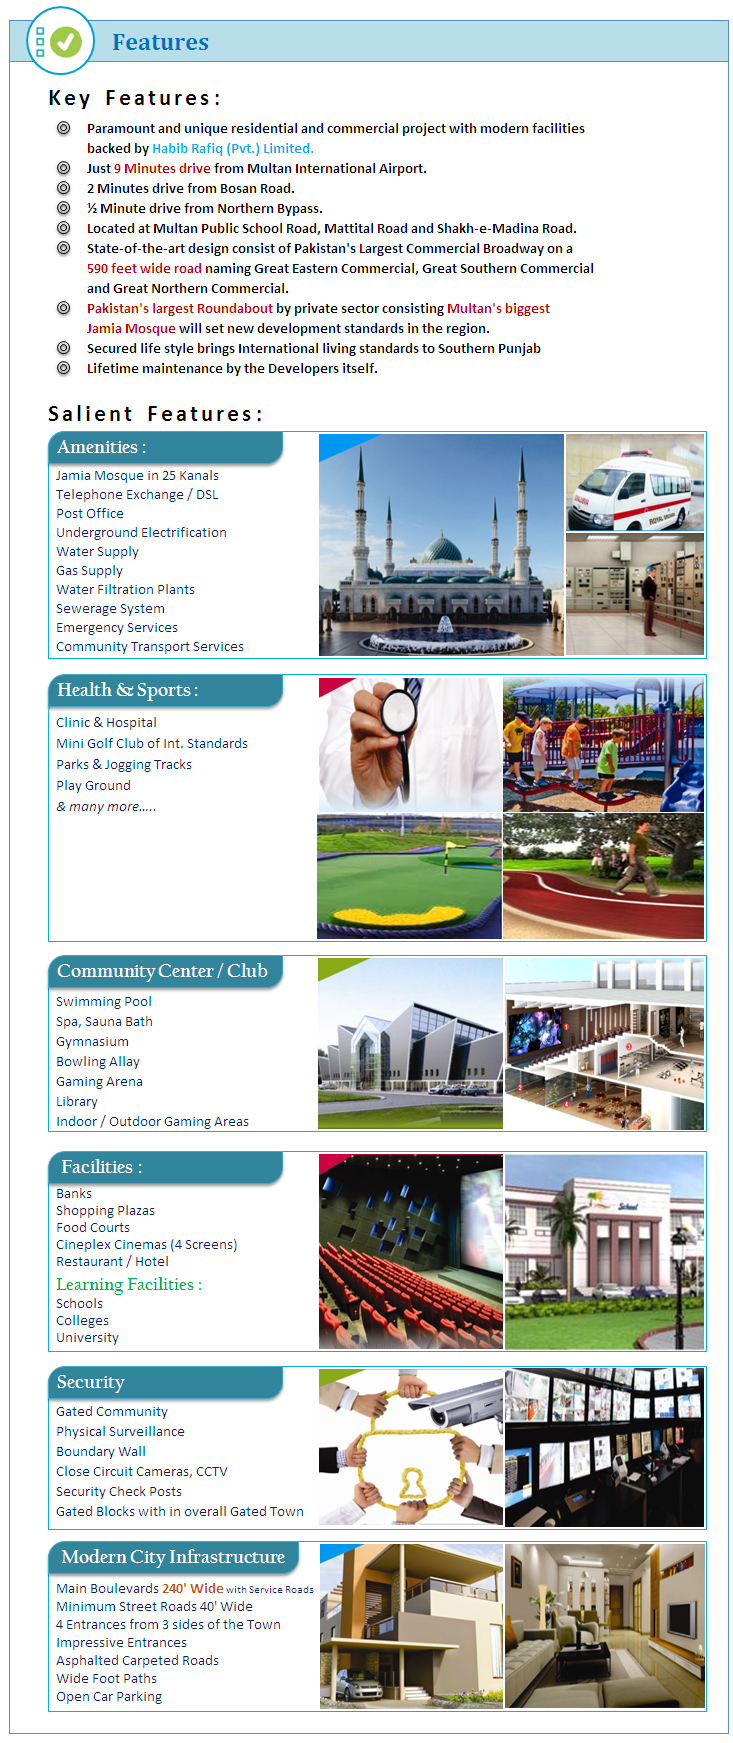 Features
Key Features:
Paramount and unique residential and commercial project with modern facilities
backed by Habib Rafiq (Pvt.) Limited.
Just 9 Minutes drive from Multan International Airport.
2 Minutes drive from Bosan Road.
½ Minute drive from Northern Bypass.
Located at Multan Public School Road, Mattital Road and Shakh-e-Madina Road.
State-of-the-art design consist of Pakistan's Largest Commercial Broadway on a
590 feet wide road naming Great Eastern Commercial, Great Southern Commercial
and Great Northern Commercial.
Pakistan's largest Roundabout by private sector consisting Multan's biggest
Jamia Mosque will set new development standards in the region.
Secured life style brings International living standards to Southern Punjab
Lifetime maintenance by the Developers itself.
Salient Features:
Amenities :
Jamia Mosque in 25 Kanals
Telephone Exchange / DSL
Post Office
Underground Electrification
Water Supply
Gas Supply
Water Filtration Plants
Sewerage System
Emergency Services
Community Transport Services
Health & Sports :
Clinic & Hospital
Mini Golf Club of Int. Standards
Parks & Jogging Tracks
Play Ground
& many more.....
Community Center / Club
Swimming Pool
Spa, Sauna Bath
Gymnasium
Bowling Allay
Gaming Arena
Library
Indoor / Outdoor Gaming Areas
1
2
3
4
Facilities :
Banks
Shopping Plazas
Food Courts
Cineplex Cinemas (4 Screens)
Restaurant / Hotel
Learning Facilities :
Schools
Colleges
University
School
Security
Gated Community
Physical Surveillance
Boundary Wall
Close Circuit Cameras, CCTV
Security Check Posts
Gated Blocks with in overall Gated Town
Modern City Infrastructure
Main Boulevards 240' Wide with Service Roads
Minimum Street Roads 40' Wide
4 Entrances from 3 sides of the Town
Impressive Entrances
Asphalted Carpeted Roads
Wide Foot Paths
Open Car Parking